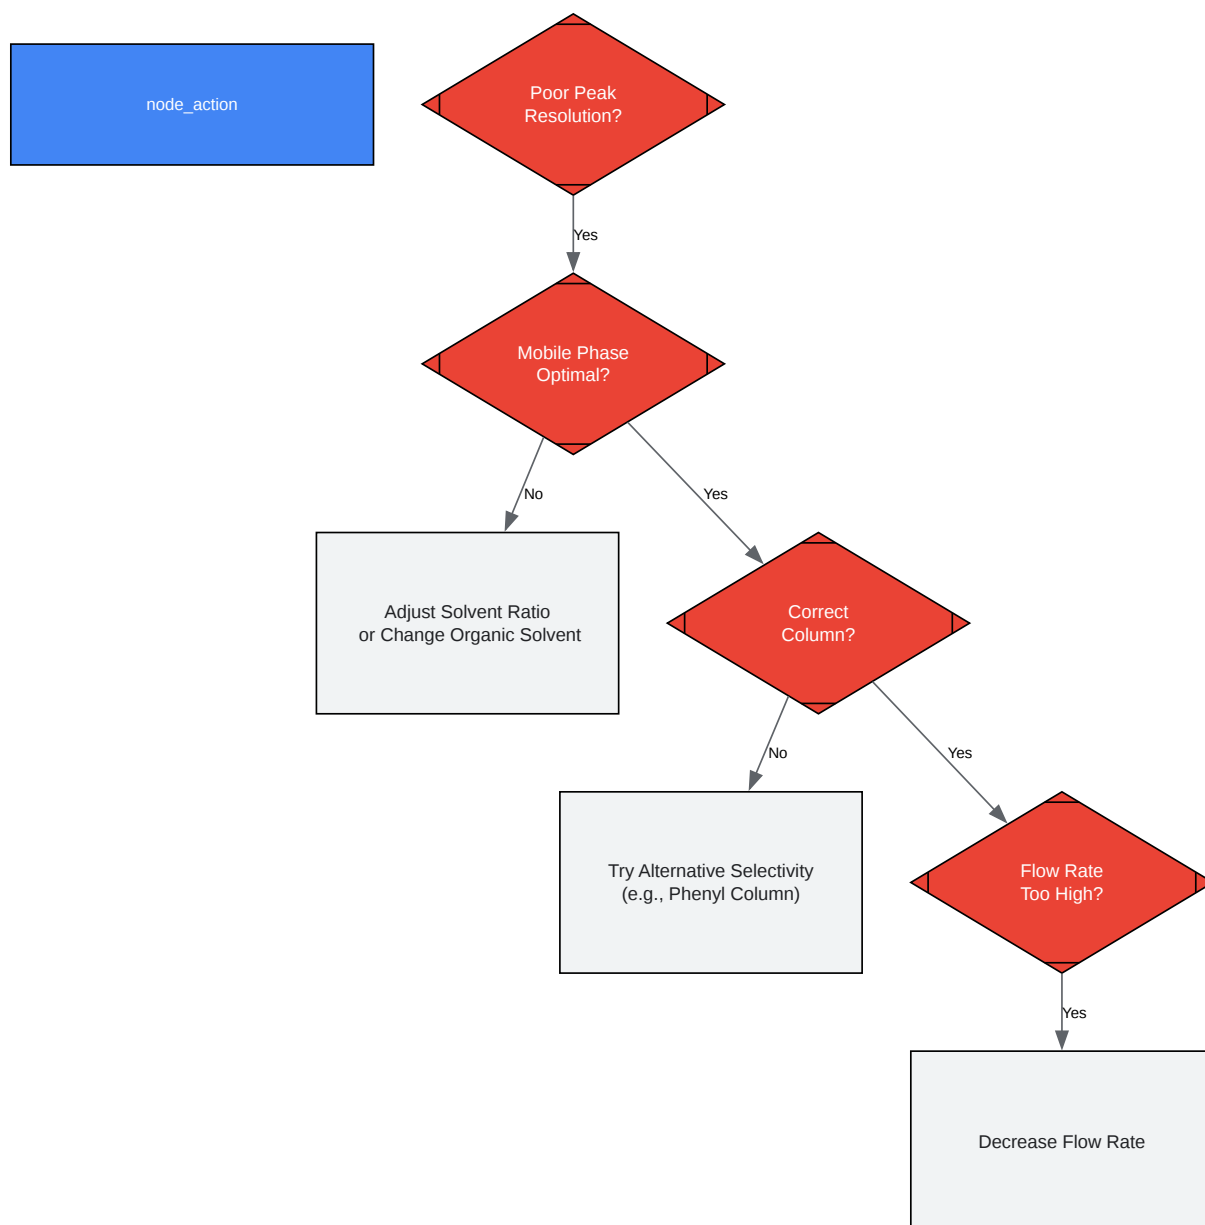 node_action
Poor Peak
Resolution?
Yes
Mobile Phase
Optimal?
No
Yes
Adjust Solvent Ratio
or Change Organic Solvent
Correct
Column?
No
Yes
Try Alternative Selectivity
(e.g., Phenyl Column)
Flow Rate
Too High?
Yes
Decrease Flow Rate